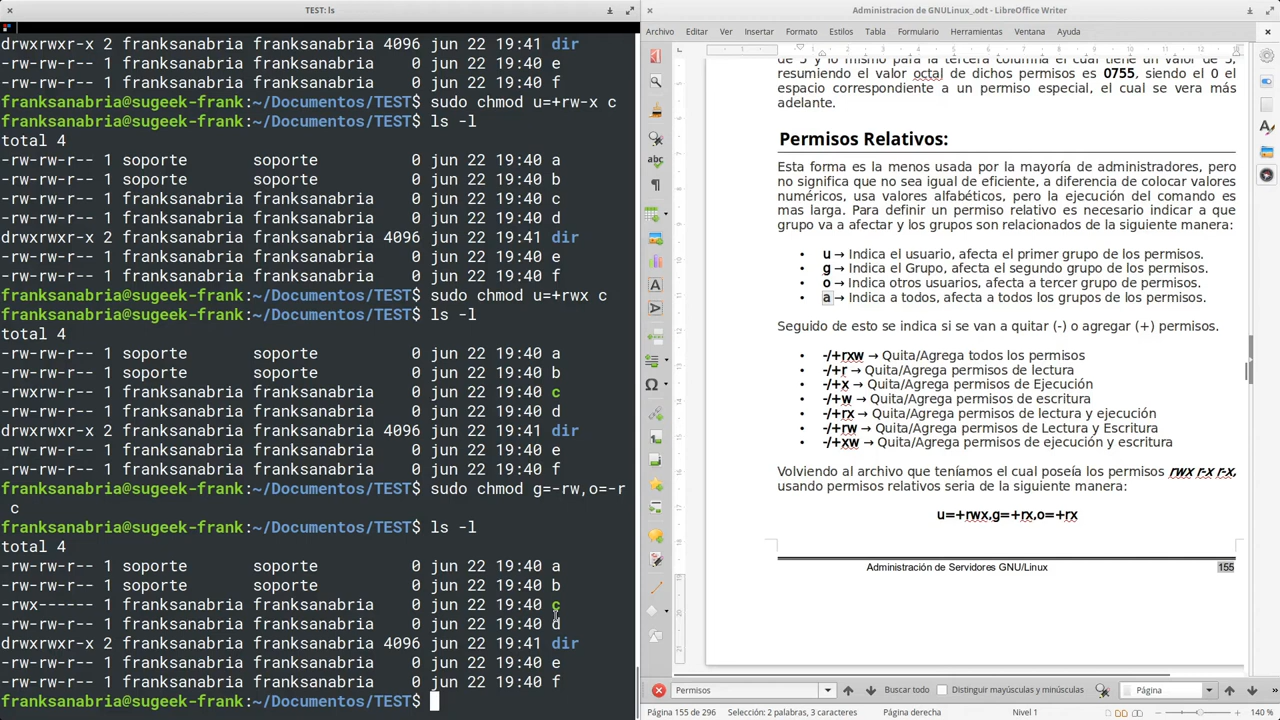 TEST: ls
drwxrwxr-x 2 franksanabria franksanabria 4096 jun 22 19:41 dir
-rw-rw-r-- 1 franksanabria franksanabria 0 jun 22 19:40 e
-rw-rw-r-- 1 franksanabria franksanabria 0 jun 22 19:40 f
franksanabria@sugeek-frank:~/Documentos/TEST$ sudo chmod u=+rw-x c
franksanabria@sugeek-frank:~/Documentos/TEST$ ls -l
total 4
-rw-rw-r-- 1 soporte soporte 0 jun 22 19:40 a
-rw-rw-r-- 1 soporte soporte 0 jun 22 19:40 b
-rw-rw-r-- 1 franksanabria franksanabria 0 jun 22 19:40 c
-rw-rw-r-- 1 franksanabria franksanabria 0 jun 22 19:40 d
drwxrwxr-x 2 franksanabria franksanabria 4096 jun 22 19:41 dir
-rw-rw-r-- 1 franksanabria franksanabria 0 jun 22 19:40 e
-rw-rw-r-- 1 franksanabria franksanabria 0 jun 22 19:40 f
franksanabria@sugeek-frank:~/Documentos/TEST$ sudo chmod u=+rwx c
franksanabria@sugeek-frank:~/Documentos/TEST$ ls -l
total 4
-rw-rw-r-- 1 soporte soporte 0 jun 22 19:40 a
-rw-rw-r-- 1 soporte soporte 0 jun 22 19:40 b
-rwxrw-r-- 1 franksanabria franksanabria 0 jun 22 19:40 c
-rw-rw-r-- 1 franksanabria franksanabria 0 jun 22 19:40 d
drwxrwxr-x 2 franksanabria franksanabria 4096 jun 22 19:41 dir
-rw-rw-r-- 1 franksanabria franksanabria 0 jun 22 19:40 e
-rw-rw-r-- 1 franksanabria franksanabria 0 jun 22 19:40 f
franksanabria@sugeek-frank:~/Documentos/TEST$ sudo chmod g=-rw,o=-r
c
franksanabria@sugeek-frank:~/Documentos/TEST$ ls -l
total 4
-rw-rw-r-- 1 soporte soporte 0 jun 22 19:40 a
-rw-rw-r-- 1 soporte soporte 0 jun 22 19:40 b
-rwx------ 1 franksanabria franksanabria 0 jun 22 19:40 c
-rw-rw-r-- 1 franksanabria franksanabria 0 jun 22 19:40 d
drwxrwxr-x 2 franksanabria franksanabria 4096 jun 22 19:41 dir
-rw-rw-r-- 1 franksanabria franksanabria 0 jun 22 19:40 e
-rw-rw-r-- 1 franksanabria franksanabria 0 jun 22 19:40 f
franksanabria@sugeek-frank:~/Documentos/TEST$
Administracion de GNULinux_.odt - LibreOffice Writer
Archivo Editar Ver Insertar Formato Estilos Tabla Formulario Herramientas Ventana Ayuda
resumiendo el valor octal de dichos permisos es 0755, siendo el 0 el
espacio correspondiente a un permiso especial, el cual se vera más
adelante.
Permisos Relativos:
Esta forma es la menos usada por la mayoría de administradores, pero
no significa que no sea igual de eficiente, a diferencia de colocar valores
numéricos, usa valores alfabéticos, pero la ejecución del comando es
mas larga. Para definir un permiso relativo es necesario indicar a que
grupo va a afectar y los grupos son relacionados de la siguiente manera:
• u → Indica el usuario, afecta el primer grupo de los permisos.
• g → Indica el Grupo, afecta el segundo grupo de los permisos.
• o → Indica otros usuarios, afecta a tercer grupo de permisos.
• a → Indica a todos, afecta a todos los grupos de los permisos.
Seguido de esto se indica si se van a quitar (-) o agregar (+) permisos.
• -/+rxw → Quita/Agrega todos los permisos
• -/+r → Quita/Agrega permisos de lectura
• -/+x → Quita/Agrega permisos de Ejecución
• -/+w → Quita/Agrega permisos de escritura
• -/+rx → Quita/Agrega permisos de lectura y ejecución
• -/+rw → Quita/Agrega permisos de Lectura y Escritura
• -/+xw → Quita/Agrega permisos de ejecución y escritura
Volviendo al archivo que teníamos el cual poseia los permisos rwx r-x r-x,
usando permisos relativos seria de la siguiente manera:
u=+rwx,g=+rx,o=+rx
Administración de Servidores GNU/Linux 155
Permisos Buscar todo Distinguir mayúsculas y minúsculas Página
Página 155 de 296 Selección: 2 palabras, 3 caracteres Página derecha Nivel 1 140 %